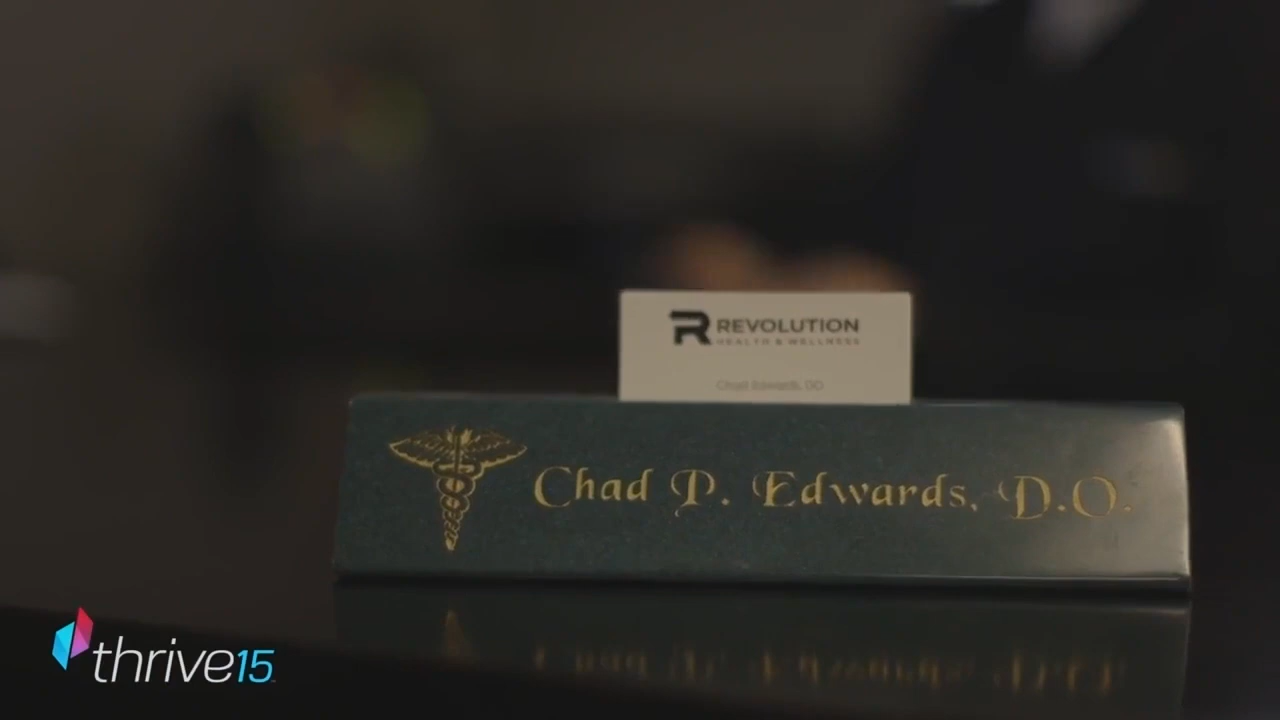 REVOLUTION
HEALTH & WELLNESS
Chad Edwards, DO
Chad P. Edwards, D.O.
thrive15